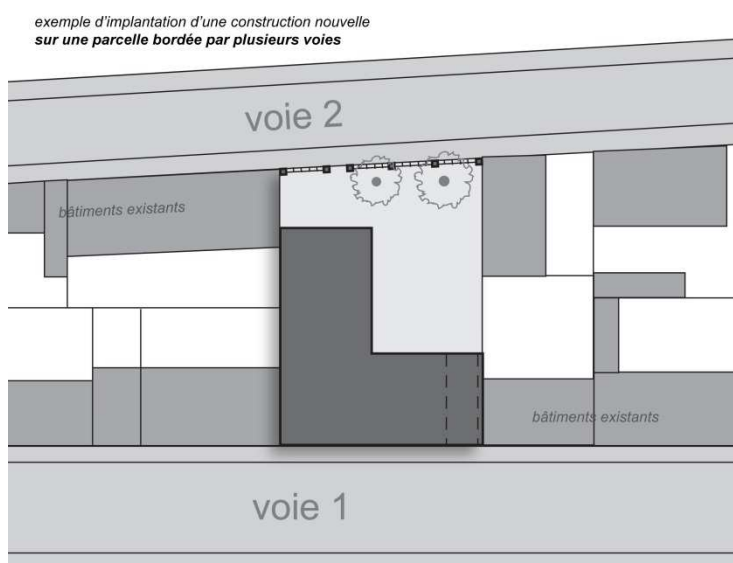 exemple d'implantation d'une construction nouvelle
sur une parcelle bordée par plusieurs voies
voie 2
bâtiments existants
bâtiments existants
voie 1